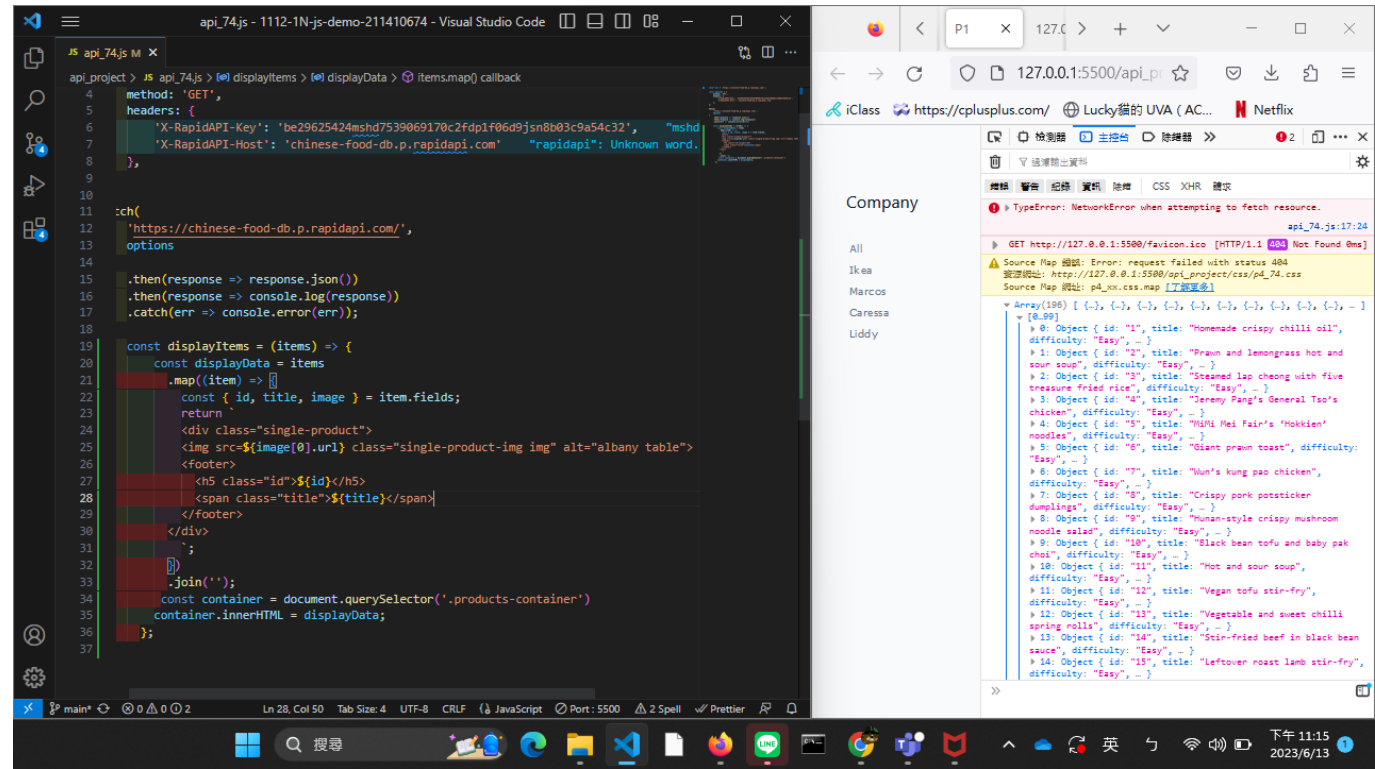 api_74.js - 1112-1N-js-demo-211410674 - Visual Studio Code
JS api_74.js M ×
api_project > JS api_74.js > displayItems > displayData > items.map() callback
4 method: 'GET',
5 headers: {
6 'X-RapidAPI-Key': 'be29625424mshd7539069170c2fdp1f06d9jsn8b03c9a54c32', "mshd
7 'X-RapidAPI-Host': 'chinese-food-db.p.rapidapi.com' "rapidapi": Unknown word.
8 },
9
10
11 :ch(
12 'https://chinese-food-db.p.rapidapi.com/',
13 options
14
15 .then(response => response.json())
16 .then(response => console.log(response))
17 .catch(err => console.error(err));
18
19 const displayItems = (items) => {
20 const displayData = items
21 .map((item) => {
22 const { id, title, image } = item.fields;
23 return `
24 <div class="single-product">
25 <img src=${image[0].url} class="single-product-img img" alt="albany table">
26 <footer>
27 <h5 class="id">${id}</h5>
28 <span class="title">${title}</span>
29 </footer>
30 </div>
31 `;
32 })
33 .join('');
34 const container = document.querySelector('.products-container')
35 container.innerHTML = displayData;
36 };
37
main* 0 0 2 Ln 28, Col 50 Tab Size: 4 UTF-8 CRLF JavaScript Port : 5500 2 Spell Prettier
P1 × 127.0
127.0.0.1:5500/api_p
iClass https://cplusplus.com/ Lucky貓的 UVA ( AC... Netflix
Company
All
Ikea
Marcos
Caressa
Liddy
檢測器 主控台 除錯器 2
過濾輸出資料
錯誤 警告 紀錄 資訊 除錯 CSS XHR 請求
TypeError: NetworkError when attempting to fetch resource.
api_74.js:17:24
GET http://127.0.0.1:5500/favicon.ico [HTTP/1.1 404 Not Found 0ms]
Source Map 錯誤: Error: request failed with status 404
資源網址: http://127.0.0.1:5500/api_project/css/p4_74.css
Source Map 網址: p4_xx.css.map [了解更多]
Array(196) [ {…}, {…}, {…}, {…}, {…}, {…}, {…}, {…}, {…}, {…}, … ]
[0…99]
0: Object { id: "1", title: "Homemade crispy chilli oil",
difficulty: "Easy", … }
1: Object { id: "2", title: "Prawn and lemongrass hot and
sour soup", difficulty: "Easy", … }
2: Object { id: "3", title: "Steamed lap cheong with five
treasure fried rice", difficulty: "Easy", … }
3: Object { id: "4", title: "Jeremy Pang's General Tso's
chicken", difficulty: "Easy", … }
4: Object { id: "5", title: "MiMi Mei Fair's 'Hokkien'
noodles", difficulty: "Easy", … }
5: Object { id: "6", title: "Giant prawn toast", difficulty:
"Easy", … }
6: Object { id: "7", title: "Wun's kung pao chicken",
difficulty: "Easy", … }
7: Object { id: "8", title: "Crispy pork potsticker
dumplings", difficulty: "Easy", … }
8: Object { id: "9", title: "Hunan-style crispy mushroom
noodle salad", difficulty: "Easy", … }
9: Object { id: "10", title: "Black bean tofu and baby pak
choi", difficulty: "Easy", … }
10: Object { id: "11", title: "Hot and sour soup",
difficulty: "Easy", … }
11: Object { id: "12", title: "Vegan tofu stir-fry",
difficulty: "Easy", … }
12: Object { id: "13", title: "Vegetable and sweet chilli
spring rolls", difficulty: "Easy", … }
13: Object { id: "14", title: "Stir-fried beef in black bean
sauce", difficulty: "Easy", … }
14: Object { id: "15", title: "Leftover roast lamb stir-fry",
difficulty: "Easy", … }
搜尋
LINE
英 ㄅ
下午 11:15
2023/6/13
1